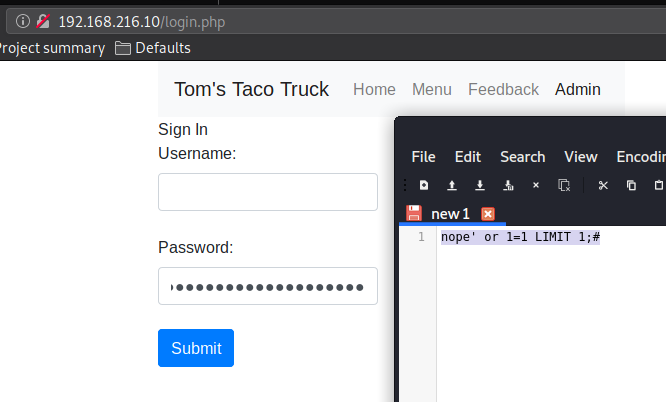 192.168.216.10/login.php
Project summary Defaults
Tom's Taco Truck Home Menu Feedback Admin
Sign In
Username:
Password:
Submit
File Edit Search View Encodin
new 1
1 nope' or 1=1 LIMIT 1;#